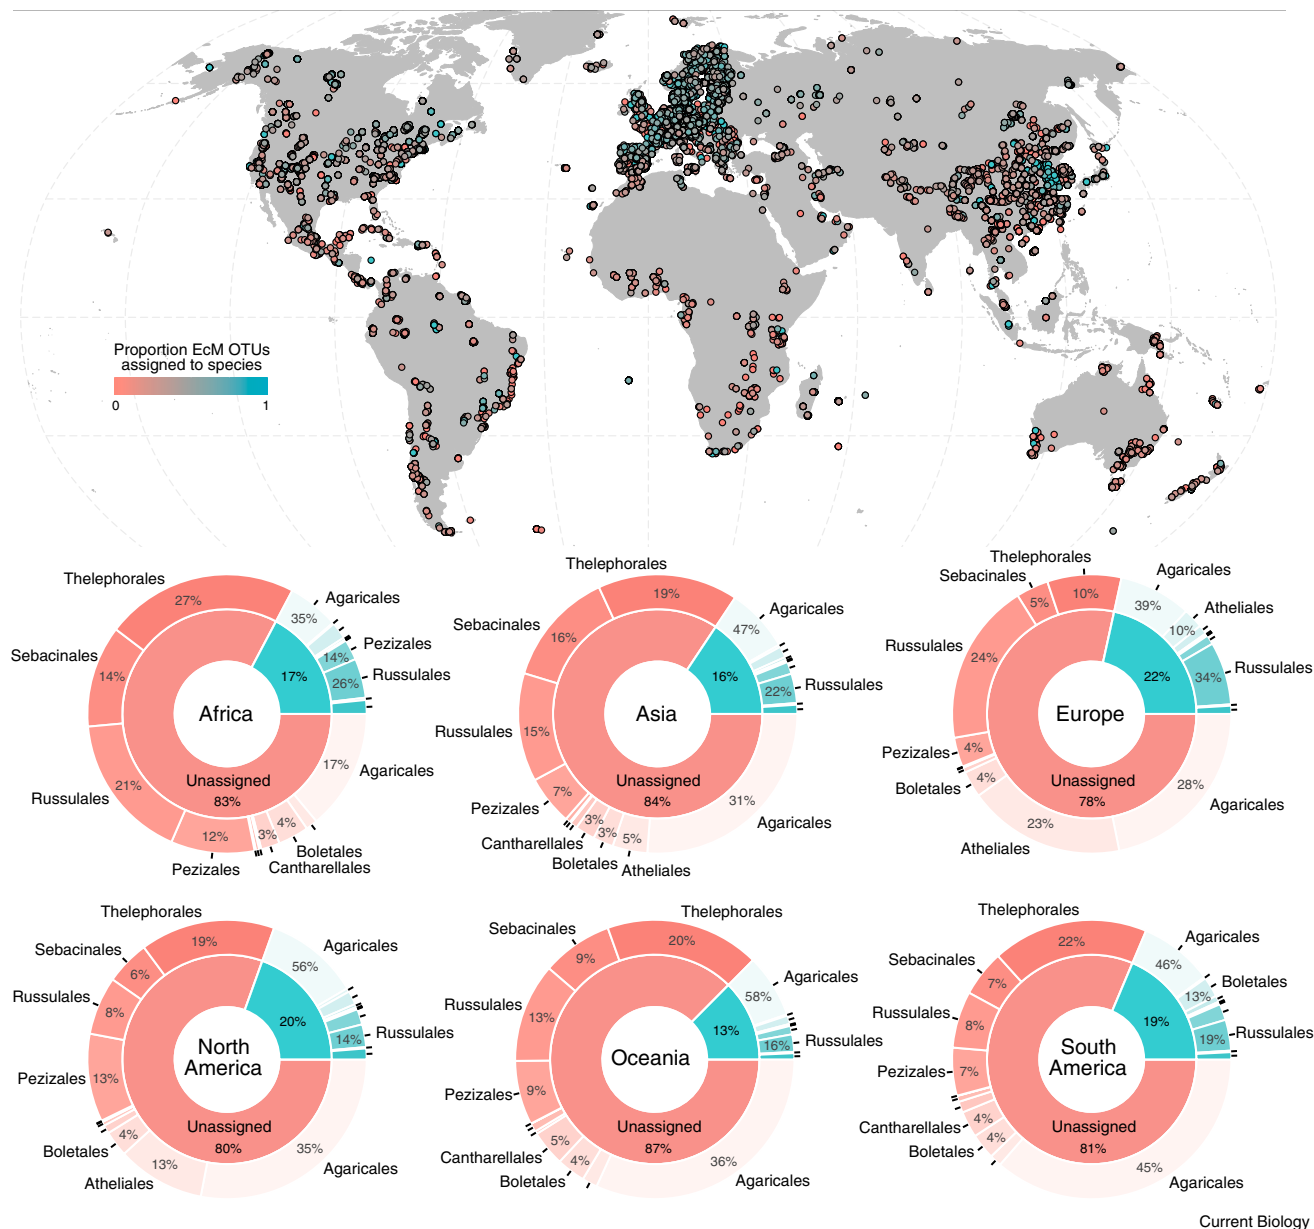 Proportion EcM OTUs
assigned to species
0 1
Thelephorales
27%
35%
Agaricales
Sebacinales
14%
14%
Pezizales
26%
Russulales
17%
Africa
Unassigned
83%
17%
Agaricales
Russulales
21%
12%
Pezizales
3%
Cantharellales
4%
Boletales
Thelephorales
19%
47%
Agaricales
Sebacinales
16%
16%
22%
Russulales
Asia
Russulales
15%
Unassigned
84%
31%
Agaricales
Pezizales
7%
Cantharellales
3%
Boletales
3%
Atheliales
5%
Thelephorales
10%
Sebacinales
5%
39%
Agaricales
10%
Atheliales
34%
Russulales
22%
Europe
Russulales
24%
Pezizales
4%
Boletales
4%
Unassigned
78%
28%
Agaricales
23%
Atheliales
Thelephorales
19%
56%
Agaricales
Sebacinales
6%
Russulales
8%
20%
14%
Russulales
North
America
Pezizales
13%
Unassigned
80%
35%
Agaricales
Boletales
4%
Atheliales
13%
Thelephorales
20%
58%
Agaricales
Sebacinales
9%
Russulales
13%
13%
16%
Russulales
Oceania
Pezizales
9%
Unassigned
87%
36%
Agaricales
Cantharellales
5%
Boletales
4%
Thelephorales
22%
46%
Agaricales
Sebacinales
7%
13%
Boletales
Russulales
8%
19%
19%
Russulales
South
America
Pezizales
7%
Unassigned
81%
45%
Agaricales
Cantharellales
4%
Boletales
4%
Current Biology